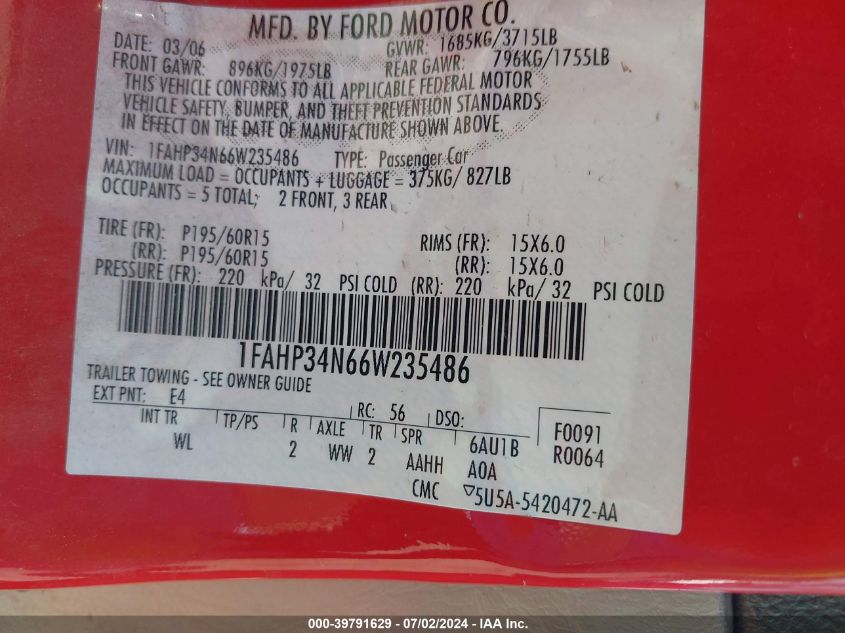 MFD. BY FORD MOTOR CO.
DATE: 03/06 GVWR: 1685KG/3715LB
FRONT GAWR: 896KG/1975LB REAR GAWR: 796KG/1755LB
THIS VEHICLE CONFORMS TO ALL APPLICABLE FEDERAL MOTOR
VEHICLE SAFETY, BUMPER, AND THEFT PREVENTION STANDARDS
IN EFFECT ON THE DATE OF MANUFACTURE SHOWN ABOVE.
VIN: 1FAHP34N66W235486 TYPE: Passenger Car
MAXIMUM LOAD = OCCUPANTS + LUGGAGE = 375KG/ 827LB
OCCUPANTS = 5 TOTAL; 2 FRONT, 3 REAR
TIRE (FR): P195/60R15 RIMS (FR): 15X6.0
(RR): P195/60R15 (RR): 15X6.0
PRESSURE (FR): 220 kPa/ 32 PSI COLD (RR): 220 kPa/ 32 PSI COLD
1FAHP34N66W235486
TRAILER TOWING - SEE OWNER GUIDE
EXT PNT: E4 RC: 56 DSO: F0091
INT TR TP/PS R AXLE TR SPR 6AU1B R0064
WL 2 WW 2 AAHH A0A
CMC 5U5A-5420472-AA
000-39791629 - 07/02/2024 - IAA Inc.